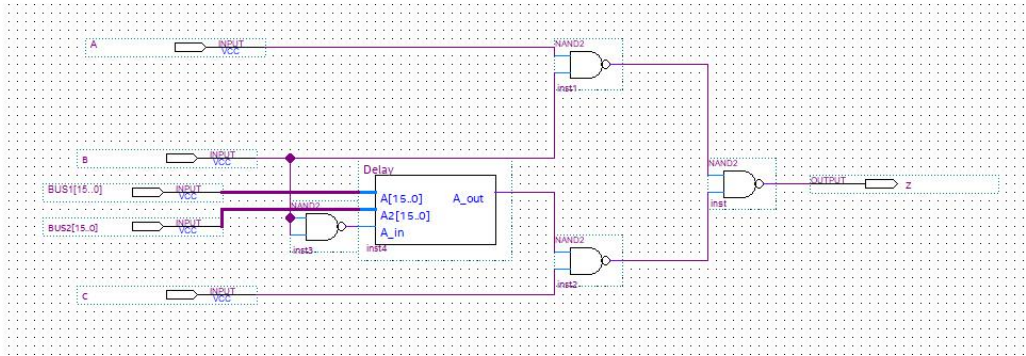 A
INPUT
VCC
NAND2
inst1
B
INPUT
VCC
Delay
NAND2
BUS1[15..0]
INPUT
VCC
A[15..0]
A_out
OUTPUT
Z
NAND2
A2[15..0]
inst
BUS2[15..0]
INPUT
VCC
A_in
inst3
inst4
NAND2
inst2
C
INPUT
VCC